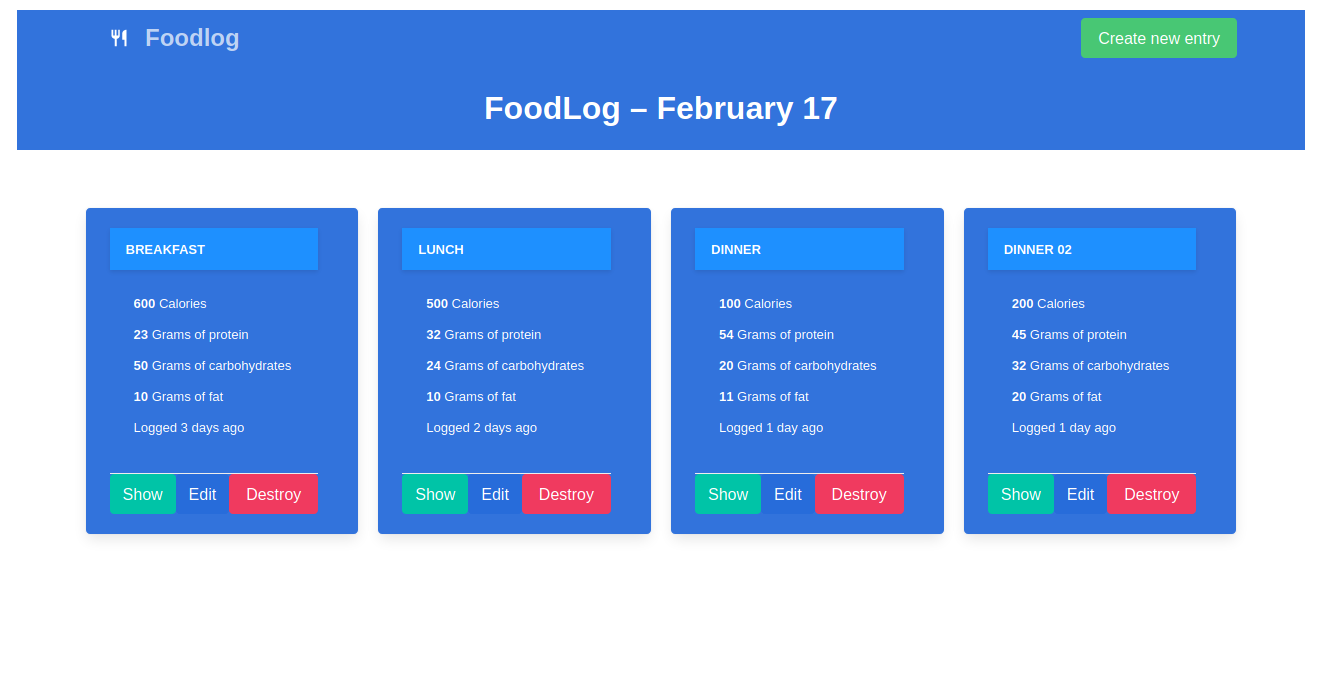 Foodlog
Create new entry
FoodLog – February 17
BREAKFAST
600 Calories
23 Grams of protein
50 Grams of carbohydrates
10 Grams of fat
Logged 3 days ago
Show Edit Destroy
LUNCH
500 Calories
32 Grams of protein
24 Grams of carbohydrates
10 Grams of fat
Logged 2 days ago
Show Edit Destroy
DINNER
100 Calories
54 Grams of protein
20 Grams of carbohydrates
11 Grams of fat
Logged 1 day ago
Show Edit Destroy
DINNER 02
200 Calories
45 Grams of protein
32 Grams of carbohydrates
20 Grams of fat
Logged 1 day ago
Show Edit Destroy